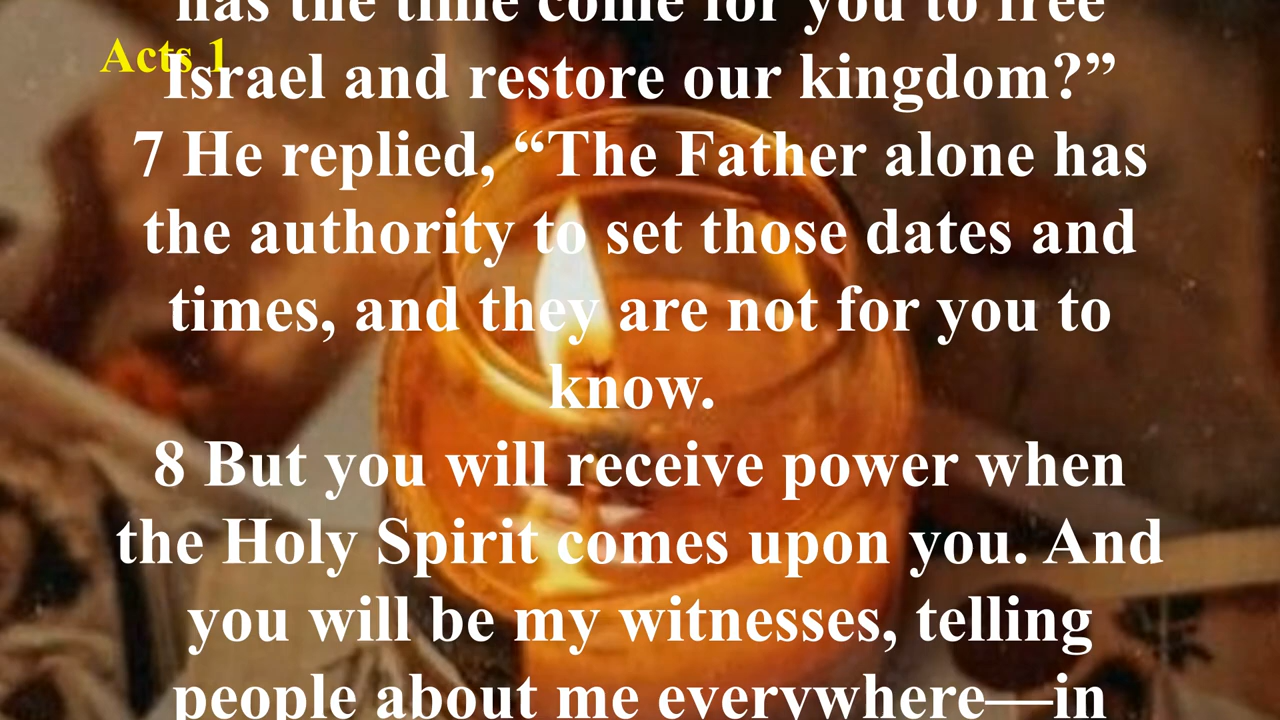 has the time come for you to free
Acts 1
Israel and restore our kingdom?”
7 He replied, “The Father alone has
the authority to set those dates and
times, and they are not for you to
know.
8 But you will receive power when
the Holy Spirit comes upon you. And
you will be my witnesses, telling
people about me everywhere—in